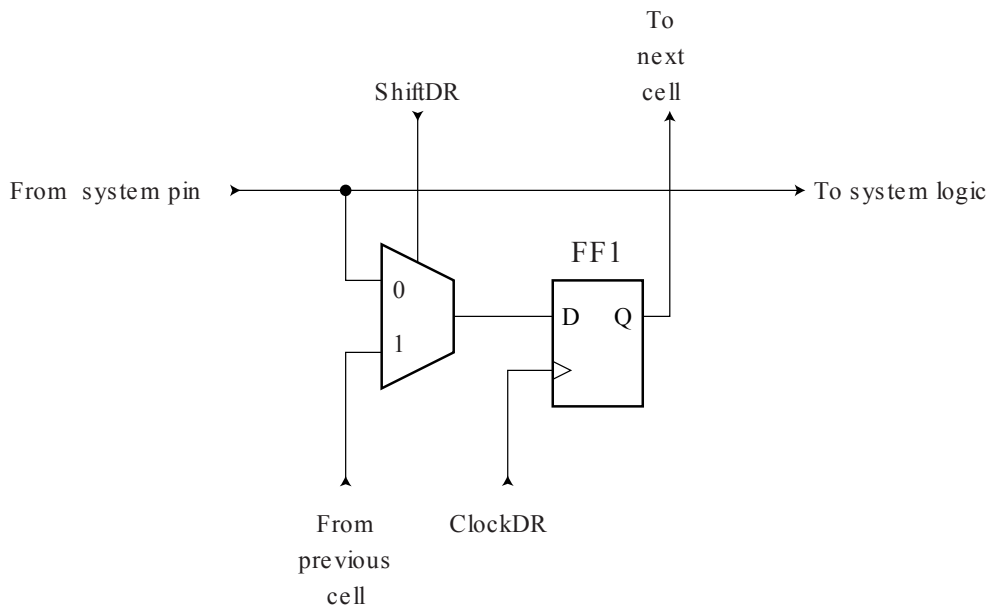 To
next
cell
ShiftDR
From system pin
To system logic
FF1
0
D Q
1
From
previous
cell
ClockDR